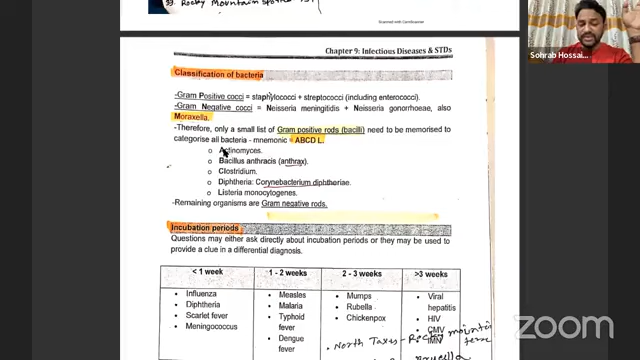 33. Rocky Mountain Spotted
Scanned with CamScanner
Sohrab Hossai...
Chapter 9: Infectious Diseases & STDs
Classification of bacteria
-Gram Positive cocci = staphylococci + streptococci (including enterococci).
-Gram Negative cocci = Neisseria meningitidis + Neisseria gonorrhoeae, also
Moraxella.
-Therefore, only a small list of Gram positive rods (bacilli) need to be memorised to
categorise all bacteria - mnemonic = ABCD L.
o Actinomyces.
o Bacillus anthracis (anthrax).
o Clostridium.
o Diphtheria: Corynebacterium diphtheriae.
o Listeria monocytogenes.
-Remaining organisms are Gram negative rods.
Incubation periods
Questions may either ask directly about incubation periods or they may be used to
provide a clue in a differential diagnosis.
< 1 week 1 - 2 weeks 2 - 3 weeks >3 weeks
• Influenza • Measles • Mumps • Viral
• Diphtheria • Malaria • Rubella hepatitis
• Scarlet fever • Typhoid • Chickenpox • HIV
• Meningococcus fever • CMV
• Dengue • IMN
fever
• North Taxes - Rocky mountain
fever
zoom